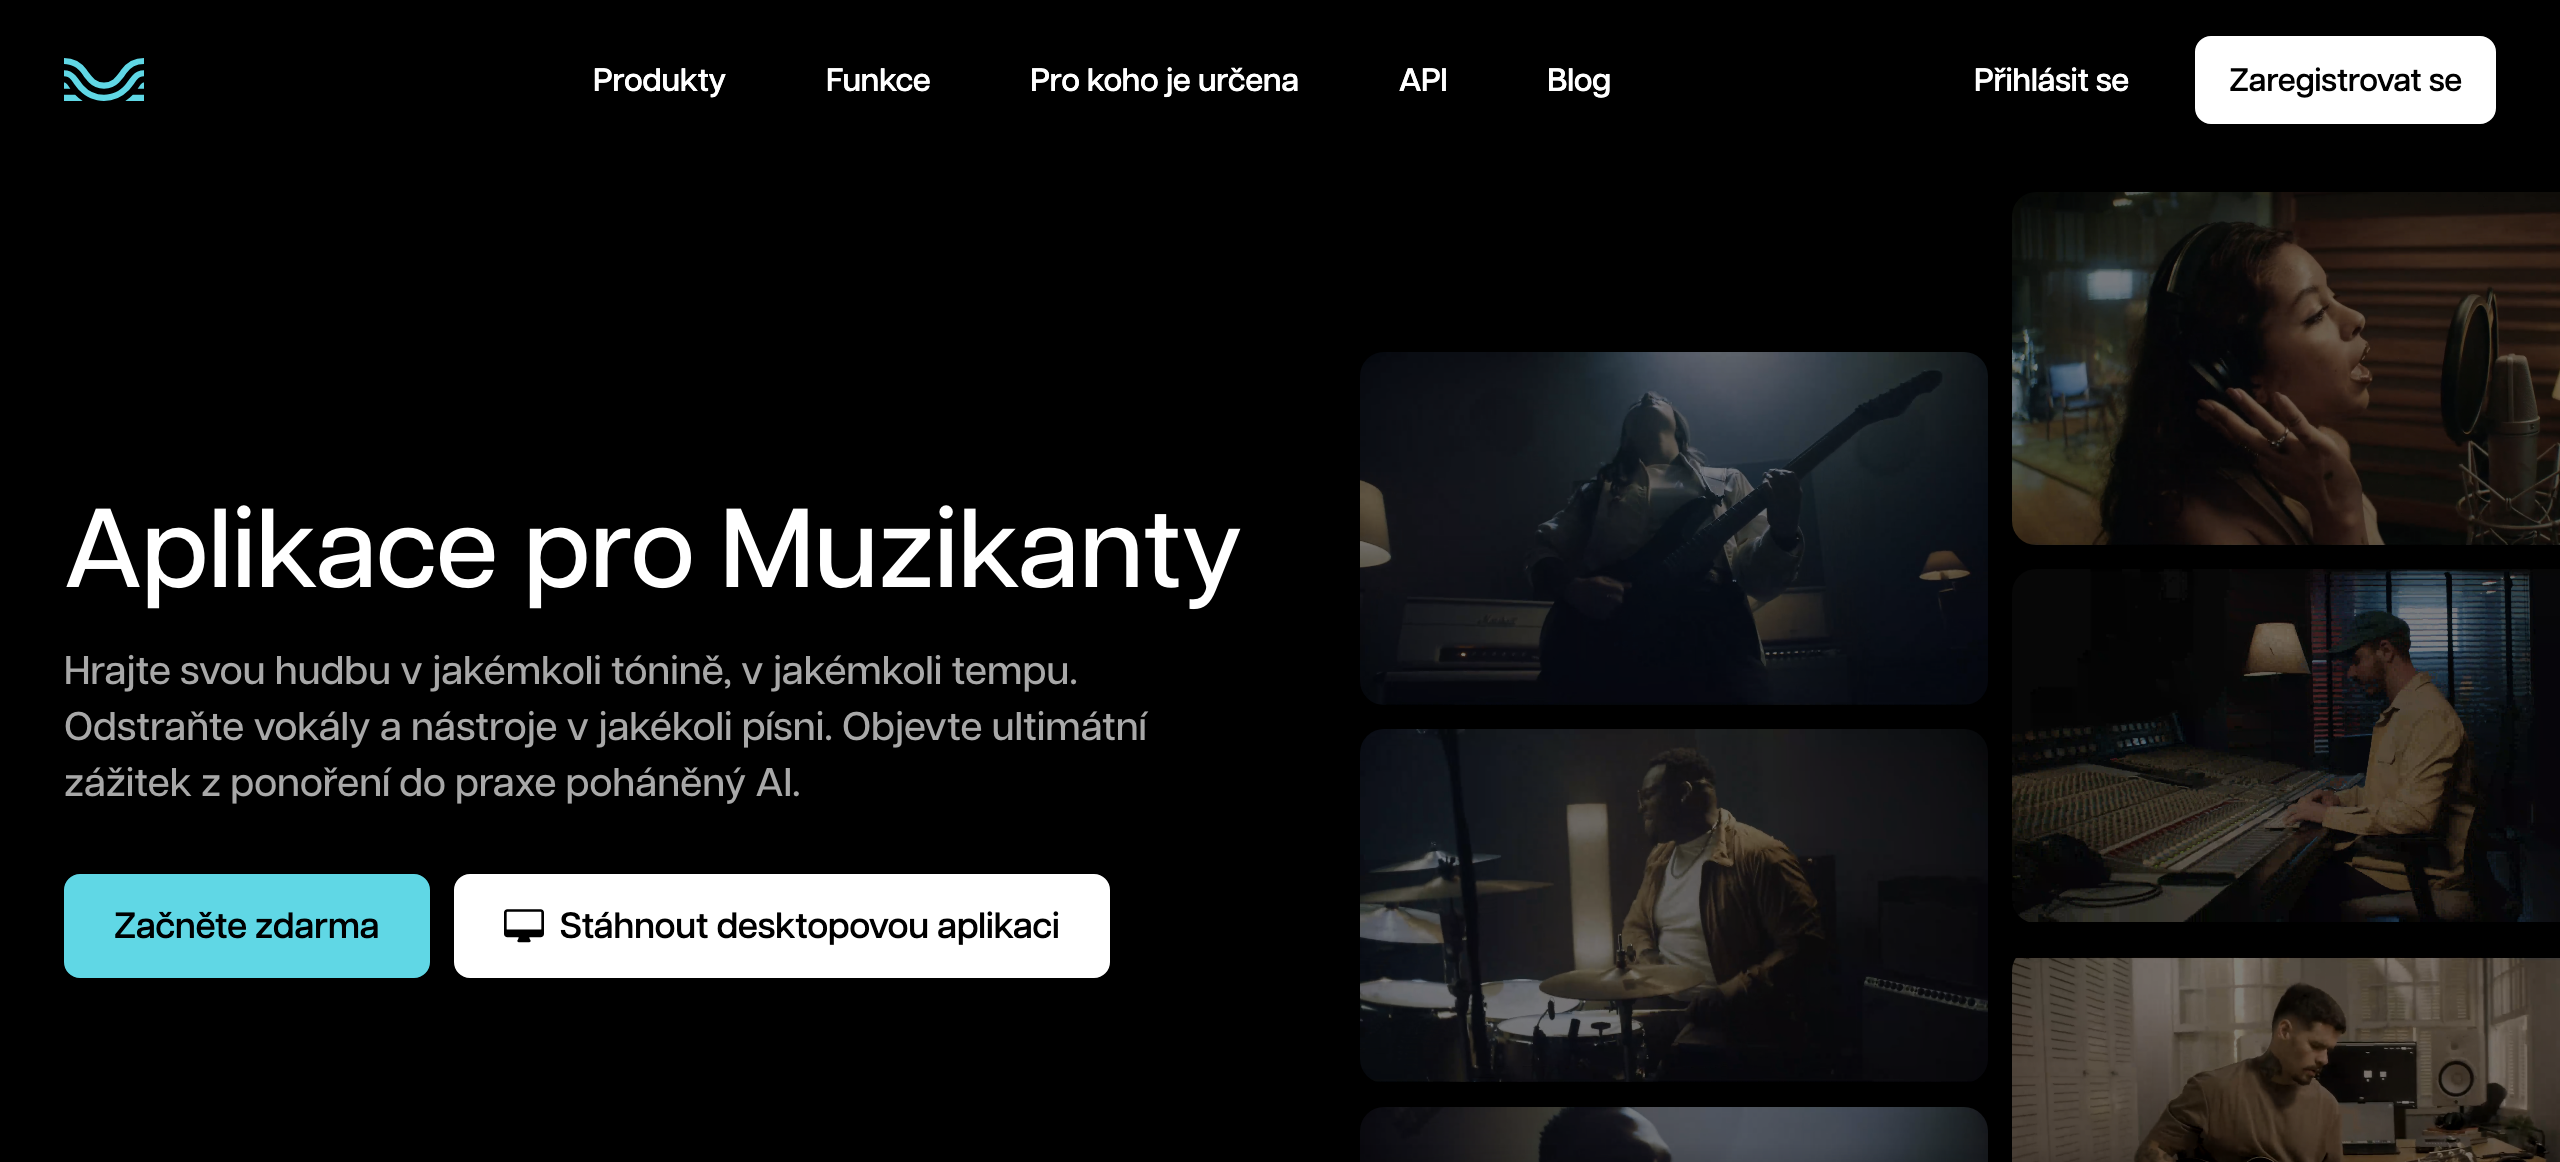 Produkty
Funkce
Pro koho je určena
API
Blog
Přihlásit se
Zaregistrovat se
Aplikace pro Muzikanty
Hrajte svou hudbu v jakémkoli tónině, v jakémkoli tempu.
Odstraňte vokály a nástroje v jakékoli písni. Objevte ultimátní
zážitek z ponoření do praxe poháněný AI.
Začněte zdarma
Stáhnout desktopovou aplikaci